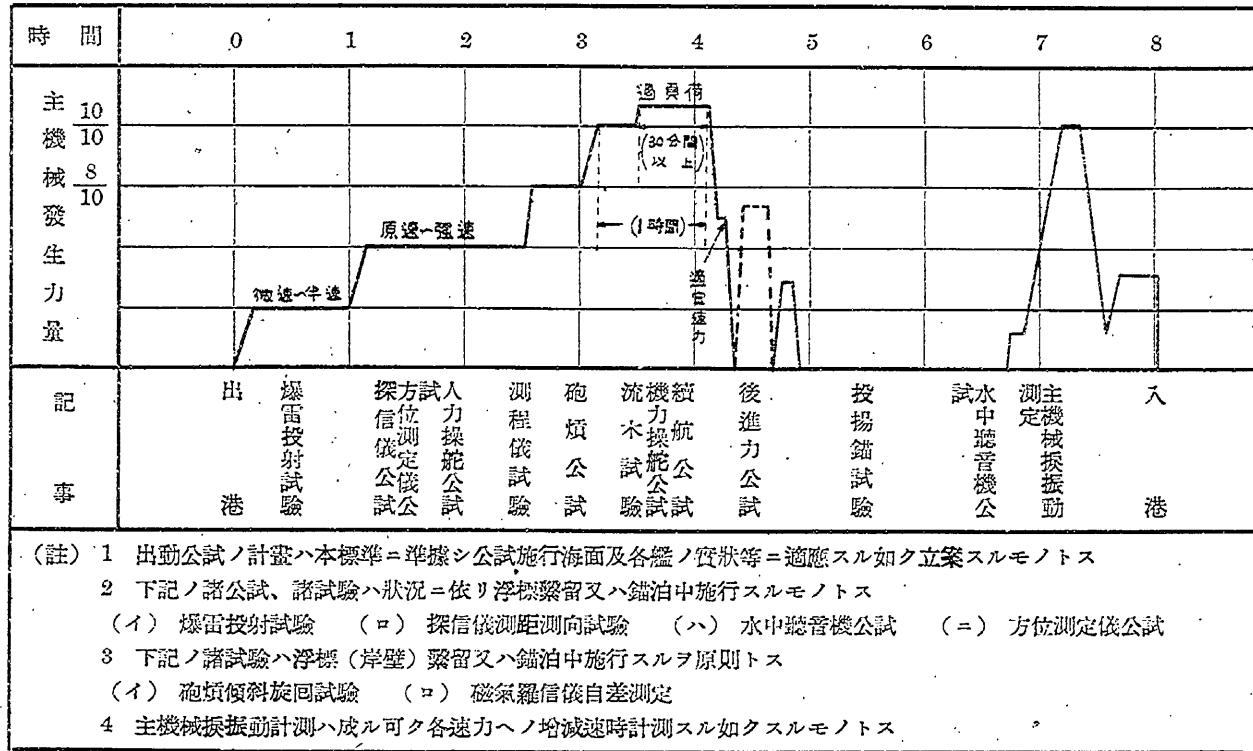 時間 0 1 2 3 4 5 6 7 8
主機械發生力量
10/10
8/10
過負荷
(30分間以上)
原速〜强速
(1時間)
微速〜半速
過官速力
記事
出港
爆雷投射試驗
探信儀公試
方位測定儀公試
人力操舵公試
測程儀試驗
砲熕公試
流木試驗
機力操舵公試
續航公試
後進力公試
投揚錨試驗
水中聽音機公試
主機械捩振動測定
入港
(註) 1 出動公試ノ計畫ハ本標準ニ準據シ公試施行海面及各艦ノ實狀等ニ適應スル如ク立案スルモノトス
2 下記ノ諸公試、諸試驗ハ狀況ニ依リ浮標繫留又ハ錨泊中施行スルモノトス
(イ) 爆雷投射試驗 (ロ) 探信儀測距測向試驗 (ハ) 水中聽音機公試 (ニ) 方位測定儀公試
3 下記ノ諸試驗ハ浮標(岸壁)繫留又ハ錨泊中施行スルヲ原則トス
(イ) 砲熕傾斜旋回試驗 (ロ) 磁氣羅信儀自差測定
4 主機械捩振動計測ハ成ル可ク各速力ヘノ增減速時計測スル如クスルモノトス